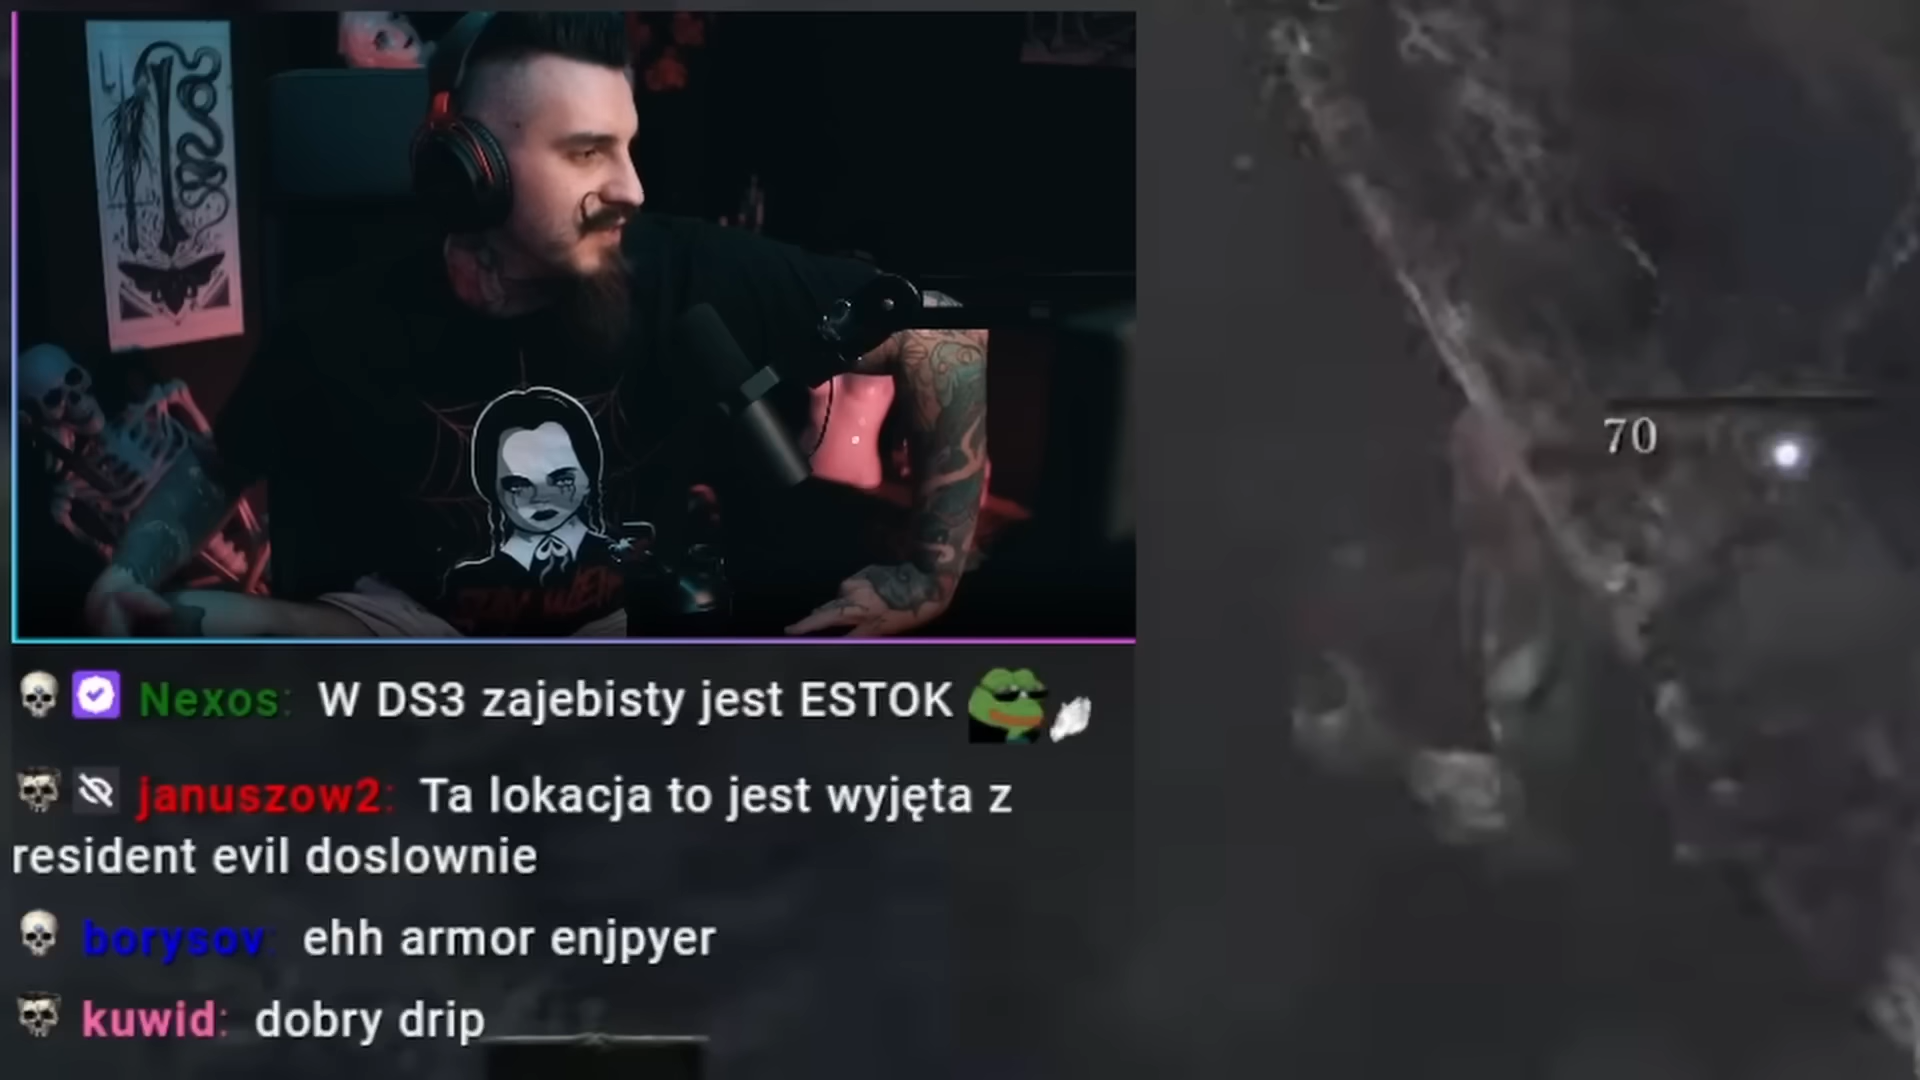 70
Nexos: W DS3 zajebisty jest ESTOK
januszow2: Ta lokacja to jest wyjęta z
resident evil doslownie
borysov: ehh armor enjpyer
kuwid: dobry drip